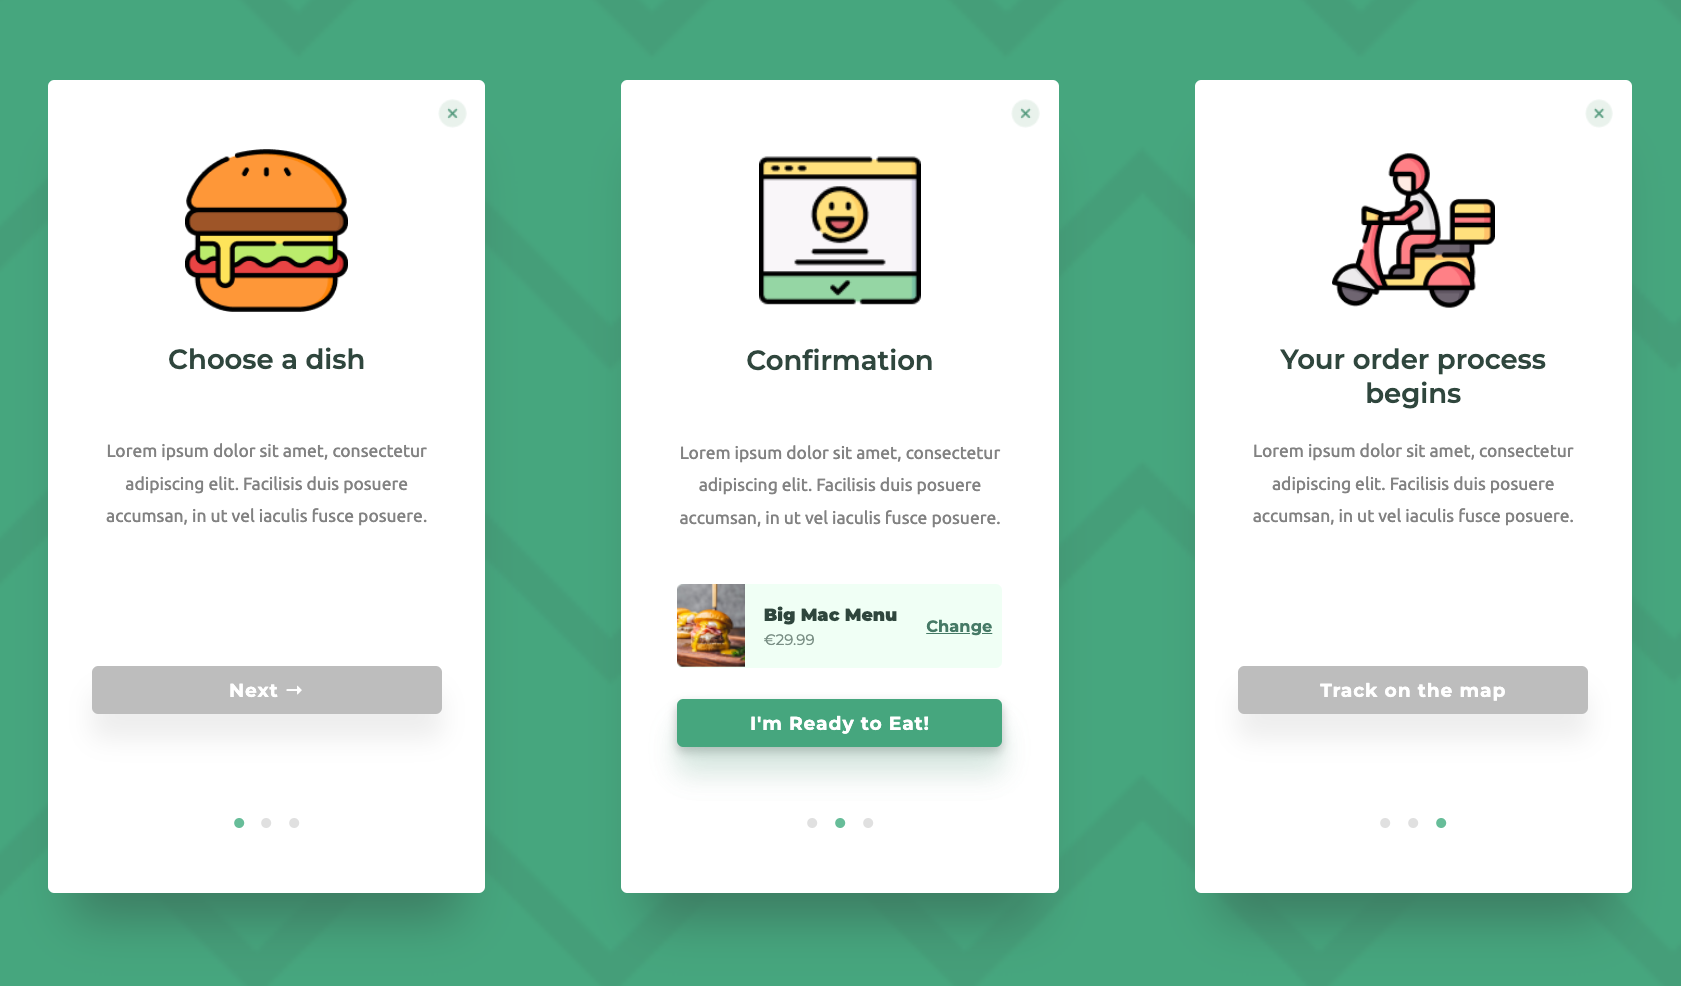 Choose a dish
Lorem ipsum dolor sit amet, consectetur
adipiscing elit. Facilisis duis posuere
accumsan, in ut vel iaculis fusce posuere.
Next →
Confirmation
Lorem ipsum dolor sit amet, consectetur
adipiscing elit. Facilisis duis posuere
accumsan, in ut vel iaculis fusce posuere.
Big Mac Menu
€29.99
Change
I'm Ready to Eat!
Your order process
begins
Lorem ipsum dolor sit amet, consectetur
adipiscing elit. Facilisis duis posuere
accumsan, in ut vel iaculis fusce posuere.
Track on the map